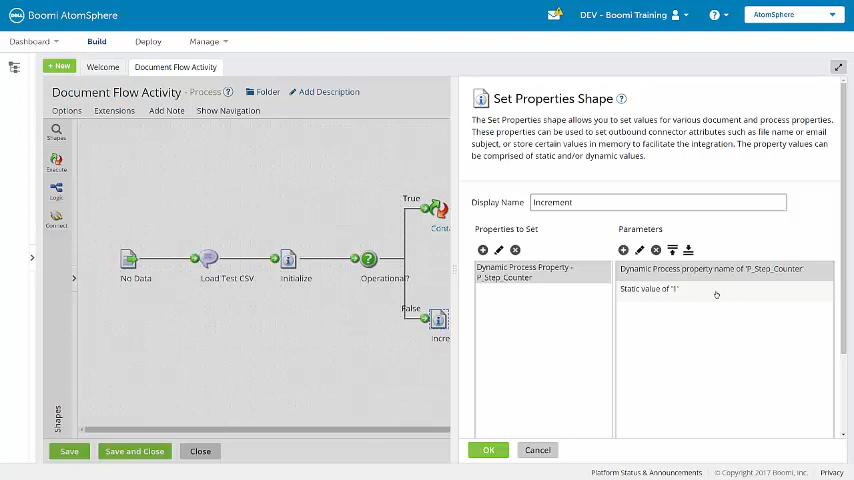 DELL Boomi AtomSphere
DEV - Boomi Training
AtomSphere
Dashboard
Build
Deploy
Manage
+ New
Welcome
Document Flow Activity
Document Flow Activity - Process
Folder
Add Description
Options
Extensions
Add Note
Show Navigation
Shapes
Execute
Logic
Connect
Shapes
No Data
Load Test CSV
Initialize
Operational?
True
Conta
False
Incre
Save
Save and Close
Close
Set Properties Shape
The Set Properties shape allows you to set values for various document and process properties.
These properties can be used to set outbound connector attributes such as file name or email
subject, or store certain values in memory to facilitate the integration. The property values can
be comprised of static and/or dynamic values.
Display Name
Increment
Properties to Set
Parameters
Dynamic Process Property -
P_Step_Counter
Dynamic Process property name of 'P_Step_Counter'
Static value of '1'
OK
Cancel
Platform Status & Announcements
© Copyright 2017 Boomi, Inc.
Privacy